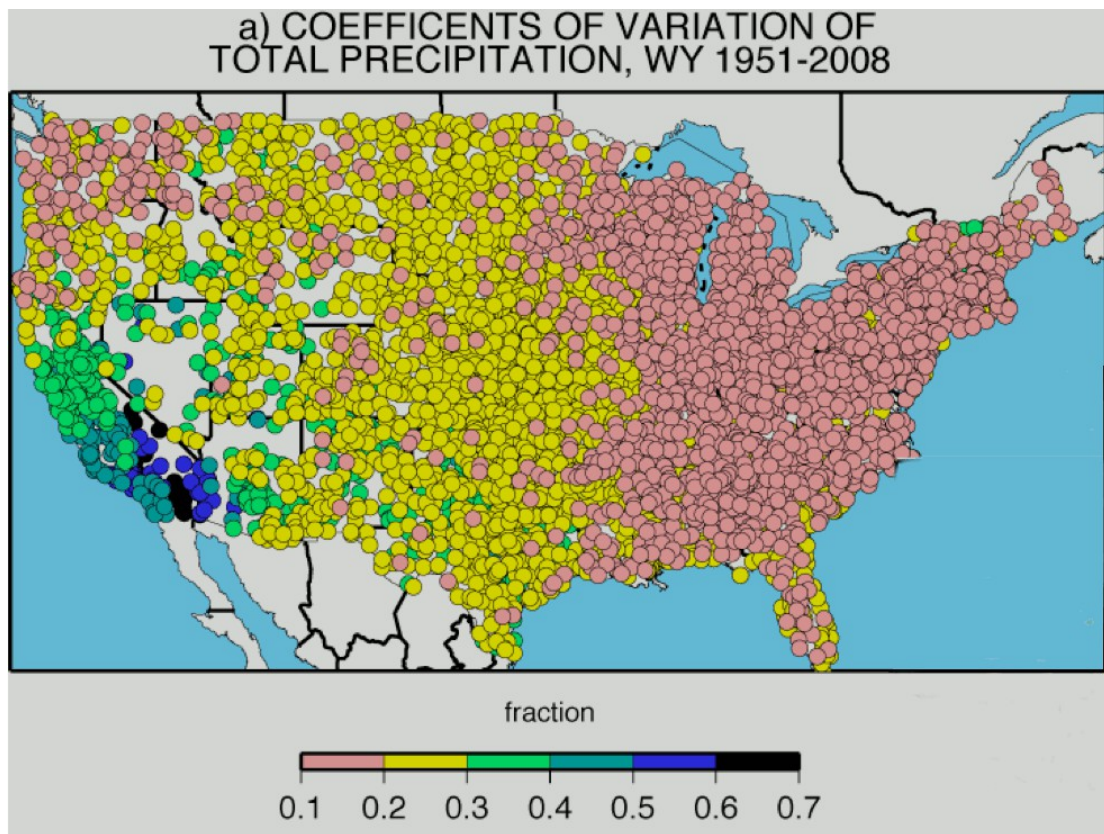 a) COEFFICENTS OF VARIATION OF
TOTAL PRECIPITATION, WY 1951-2008
fraction
0.1 0.2 0.3 0.4 0.5 0.6 0.7